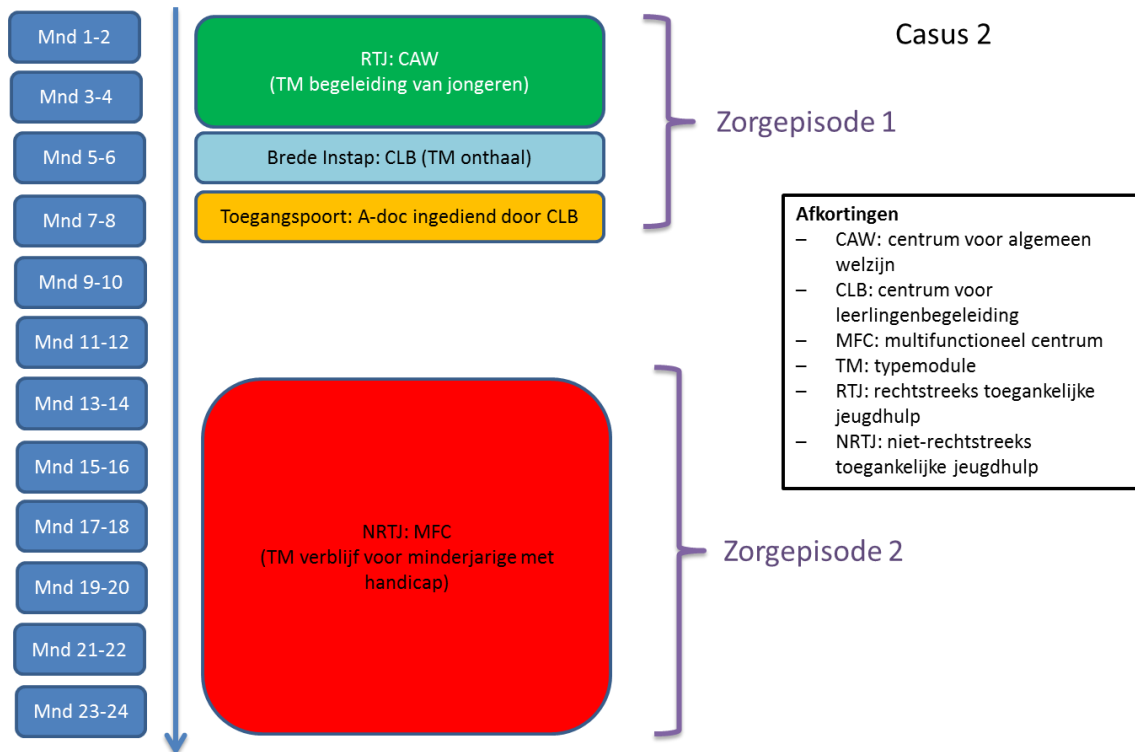 Casus 2
Mnd 1-2
Mnd 3-4
Mnd 5-6
Mnd 7-8
Mnd 9-10
Mnd 11-12
Mnd 13-14
Mnd 15-16
Mnd 17-18
Mnd 19-20
Mnd 21-22
Mnd 23-24
RTJ: CAW
(TM begeleiding van jongeren)
Brede Instap: CLB (TM onthaal)
Toegangspoort: A-doc ingediend door CLB
Zorgepisode 1
NRTJ: MFC
(TM verblijf voor minderjarige met
handicap)
Zorgepisode 2
Afkortingen
– CAW: centrum voor algemeen
welzijn
– CLB: centrum voor
leerlingenbegeleiding
– MFC: multifunctioneel centrum
– TM: typemodule
– RTJ: rechtstreeks toegankelijke
jeugdhulp
– NRTJ: niet-rechtstreeks
toegankelijke jeugdhulp